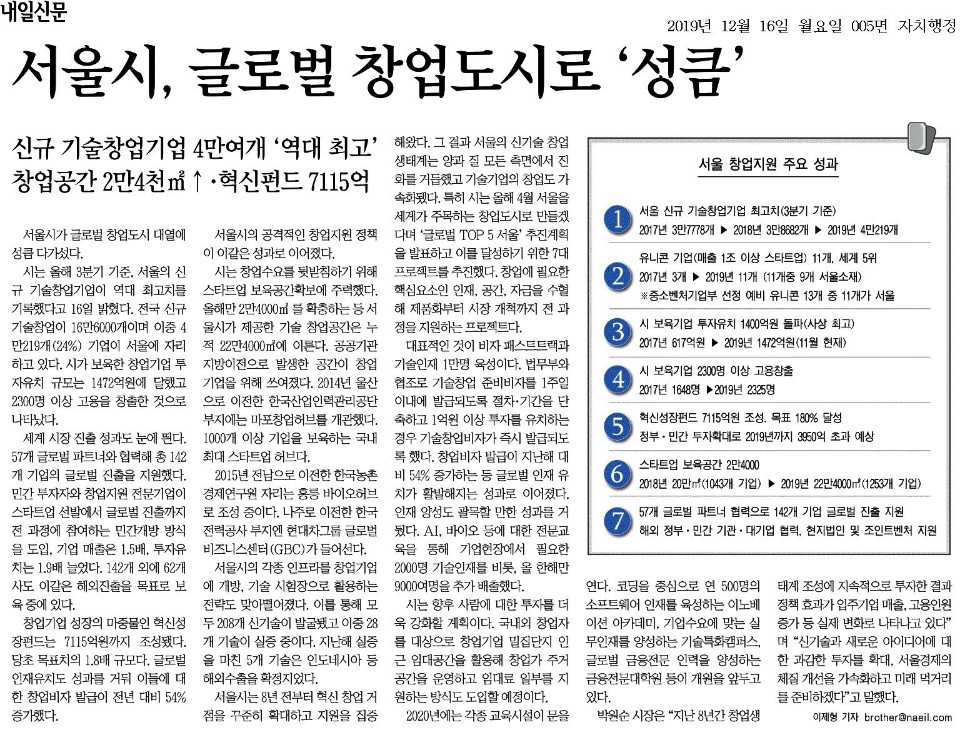 내일신문
2019년 12월 16일 월요일 005면 자치행정
서울시, 글로벌 창업도시로 ‘성큼’
신규 기술창업기업 4만여개 ‘역대 최고’
창업공간 2만4천㎡↑·혁신펀드 7115억
서울시가 글로벌 창업도시 대열에
성큼 다가섰다.
시는 올해 3분기 기준, 서울의 신
규 기술창업기업이 역대 최고치를
기록했다고 16일 밝혔다. 전국 신규
기술창업이 16만6000개이며 이중 4
만219개(24%) 기업이 서울에 자리
하고 있다. 시가 보육한 창업기업 투
자유치 규모는 1472억원에 달했고
2300명 이상 고용을 창출한 것으로
나타났다.
세계 시장 진출 성과도 눈에 띈다.
57개 글로벌 파트너와 협력해 총 142
개 기업의 글로벌 진출을 지원했다.
민간 투자자와 창업지원 전문기업이
스타트업 선발에서 글로벌 진출까지
전 과정에 참여하는 민간개방 방식
을 도입, 기업 매출은 1.5배, 투자유
치는 1.9배 늘었다. 142개 외에 62개
사도 이같은 해외진출을 목표로 보
육 중에 있다.
창업기업 성장의 마중물인 혁신성
장펀드는 7115억원까지 조성됐다.
당초 목표치의 1.8배 규모다. 글로벌
인재유치도 성과를 거둬 이들에 대
한 창업비자 발급이 전년 대비 54%
증가했다.
서울시의 공격적인 창업지원 정책
이 이같은 성과로 이어졌다.
시는 창업수요를 뒷받침하기 위해
스타트업 보육공간확보에 주력했다.
올해만 2만4000㎡를 확충하는 등 서
울시가 제공한 기술 창업공간은 누
적 22만4000㎡에 이른다. 공공기관
지방이전으로 발생한 공간이 창업
기업을 위해 쓰여졌다. 2014년 울산
으로 이전한 한국산업인력관리공단
부지에는 마포창업허브를 개관했다.
1000개 이상 기업을 보육하는 국내
최대 스타트업 허브다.
2015년 전남으로 이전한 한국농촌
경제연구원 자리는 홍릉 바이오허브
로 조성 중이다. 나주로 이전한 한국
전력공사 부지엔 현대차그룹 글로벌
비즈니스센터(GBC)가 들어선다.
서울시의 각종 인프라를 창업기업
에 개방, 기술 시험장으로 활용하는
전략도 맞아떨어졌다. 이를 통해 모
두 208개 신기술이 발굴됐고 이중 28
개 기술이 실증 중이다. 지난해 실증
을 마친 5개 기술은 인도네시아 등
해외수출을 확정지었다.
서울시는 8년 전부터 혁신 창업 거
점을 꾸준히 확대하고 지원을 집중
해왔다. 그 결과 서울의 신기술 창업
생태계는 양과 질 모든 측면에서 진
화를 거듭했고 기술기업의 창업도 가
속화됐다. 특히 시는 올해 4월 서울을
세계가 주목하는 창업도시로 만들겠
다며 ‘글로벌 TOP 5 서울’ 추진계획
을 발표하고 이를 달성하기 위한 7대
프로젝트를 추진했다. 창업에 필요한
핵심요소인 인재, 공간, 자금을 수혈
해 제품화부터 시장 개척까지 전 과
정을 지원하는 프로젝트다.
대표적인 것이 비자 패스트트랙과
기술인재 1만명 육성이다. 법무부와
협조로 기술창업 준비비자를 1주일
이내에 발급되도록 절차·기간을 단
축하고 1억원 이상 투자를 유치하는
경우 기술창업비자가 즉시 발급되도
록 했다. 창업비자 발급이 지난해 대
비 54% 증가하는 등 글로벌 인재 유
치가 활발해지는 성과로 이어졌다.
인재 양성도 괄목할 만한 성과를 거
뒀다. AI, 바이오 등에 대한 전문교
육을 통해 기업현장에서 필요한
2000명 기술인재를 비롯, 올 한해만
9000여명을 추가 배출했다.
시는 향후 사람에 대한 투자를 더
욱 강화할 계획이다. 국내외 창업자
를 대상으로 창업기업 밀집단지 인
근 임대공간을 활용해 창업가 주거
공간을 운영하고 임대료 일부를 지
원하는 방식도 도입할 예정이다.
2020년에는 각종 교육시설이 문을
서울 창업지원 주요 성과
1 서울 신규 기술창업기업 최고치(3분기 기준)
2017년 3만7778개 ▶ 2018년 3만8682개 ▶ 2019년 4만219개
2 유니콘 기업(매출 1조 이상 스타트업) 11개, 세계 5위
2017년 3개 ▶ 2019년 11개 (11개중 9개 서울소재)
※중소벤처기업부 선정 예비 유니콘 13개 중 11개가 서울
3 시 보육기업 투자유치 1400억원 돌파(사상 최고)
2017년 617억원 ▶ 2019년 1472억원(11월 현재)
4 시 보육기업 2300명 이상 고용창출
2017년 1648명 ▶2019년 2325명
5 혁신성장펀드 7115억원 조성, 목표 180% 달성
정부·민간 투자확대로 2019년까지 3950억 초과 예상
6 스타트업 보육공간 2만4000
2018년 20만㎡(1043개 기업) ▶ 2019년 22만4000㎡(1253개 기업)
7 57개 글로벌 파트너 협력으로 142개 기업 글로벌 진출 지원
해외 정부·민간 기관·대기업 협력, 현지법인 및 조인트벤처 지원
연다. 코딩을 중심으로 연 500명의
소프트웨어 인재를 육성하는 이노베
이션 아카데미, 기업수요에 맞는 실
무인재를 양성하는 기술특화캠퍼스,
글로벌 금융전문 인력을 양성하는
금융전문대학원 등이 개원을 앞두고
있다.
박원순 시장은 “지난 8년간 창업생
태계 조성에 지속적으로 투자한 결과
정책 효과가 입주기업 매출, 고용인원
증가 등 실제 변화로 나타나고 있다”
며 “신기술과 새로운 아이디어에 대
한 과감한 투자를 확대, 서울경제의
체질 개선을 가속화하고 미래 먹거리
를 준비하겠다”고 말했다.
이제형 기자 brother@naeil.com